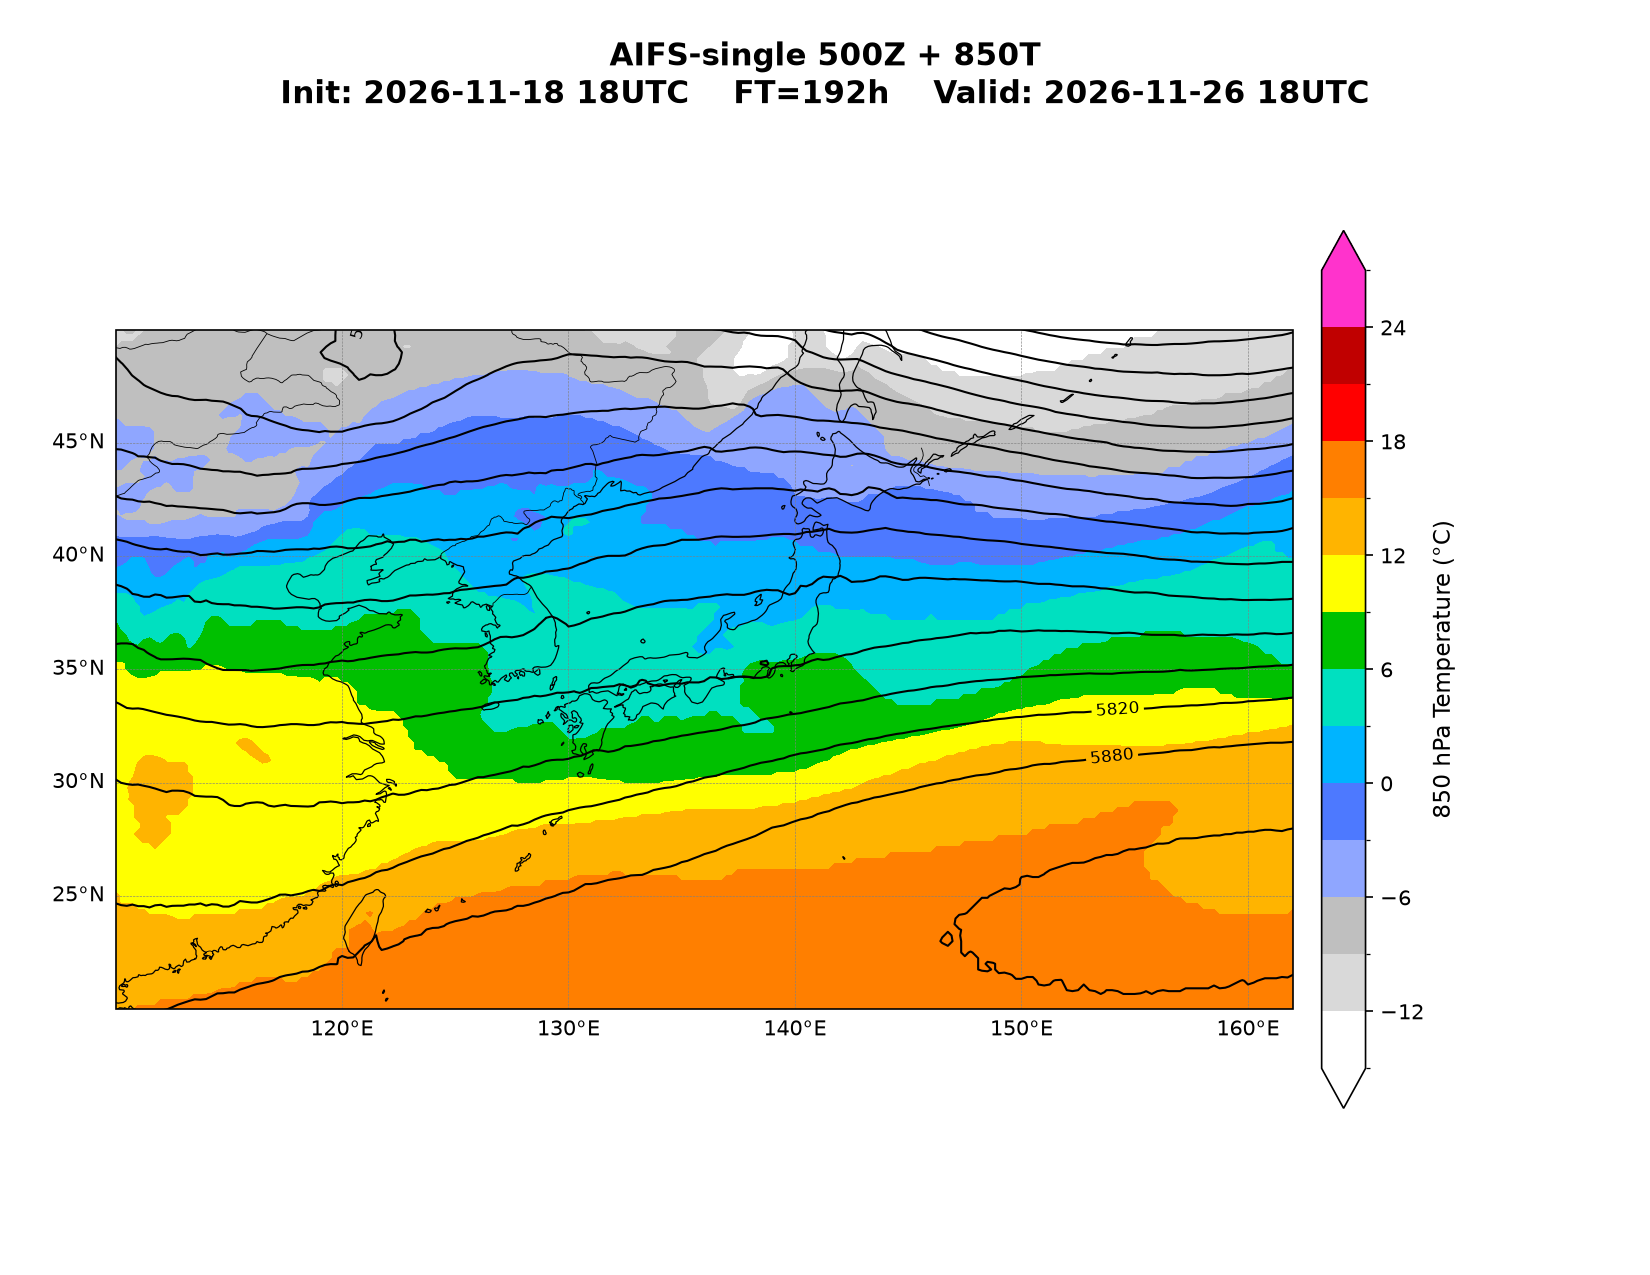 AIFS-single 500Z + 850T
Init: 2026-11-18 18UTC    FT=192h    Valid: 2026-11-26 18UTC
24
18
12
6
0
−6
−12
850 hPa Temperature (°C)
45°N
40°N
35°N
30°N
25°N
5820
5880
120°E
130°E
140°E
150°E
160°E